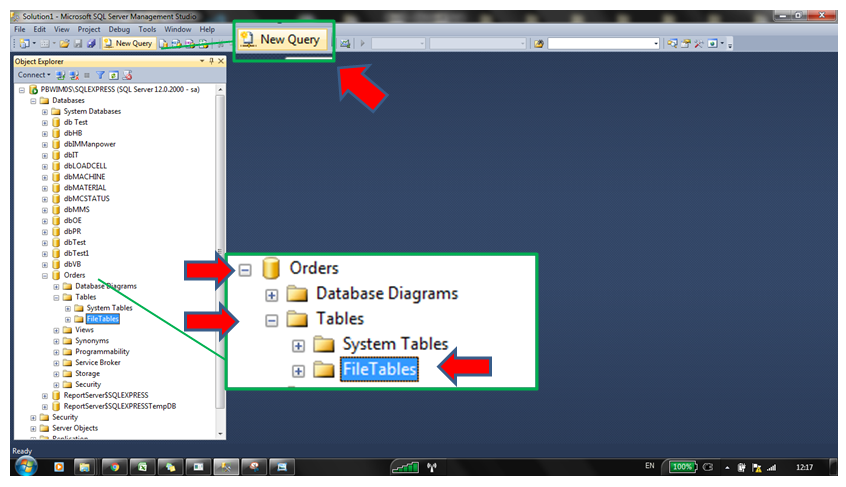 Solution1 - Microsoft SQL Server Management Studio
File Edit View Project Debug Tools Window Help
New Query
New Query
Object Explorer
Connect
PBWIM0S\SQLEXPRESS (SQL Server 12.0.2000 - sa)
Databases
System Databases
db Test
dbHB
dbIMManpower
dbIT
dbLOADCELL
dbMACHINE
dbMATERIAL
dbMCSTATUS
dbMMS
dbOE
dbPR
dbTest
dbTest1
dbVB
Orders
Database Diagrams
Tables
System Tables
FileTables
Views
Synonyms
Programmability
Service Broker
Storage
Security
ReportServer$SQLEXPRESS
ReportServer$SQLEXPRESSTempDB
Security
Server Objects
Replication
Orders
Database Diagrams
Tables
System Tables
FileTables
Ready
EN 100% 12:17